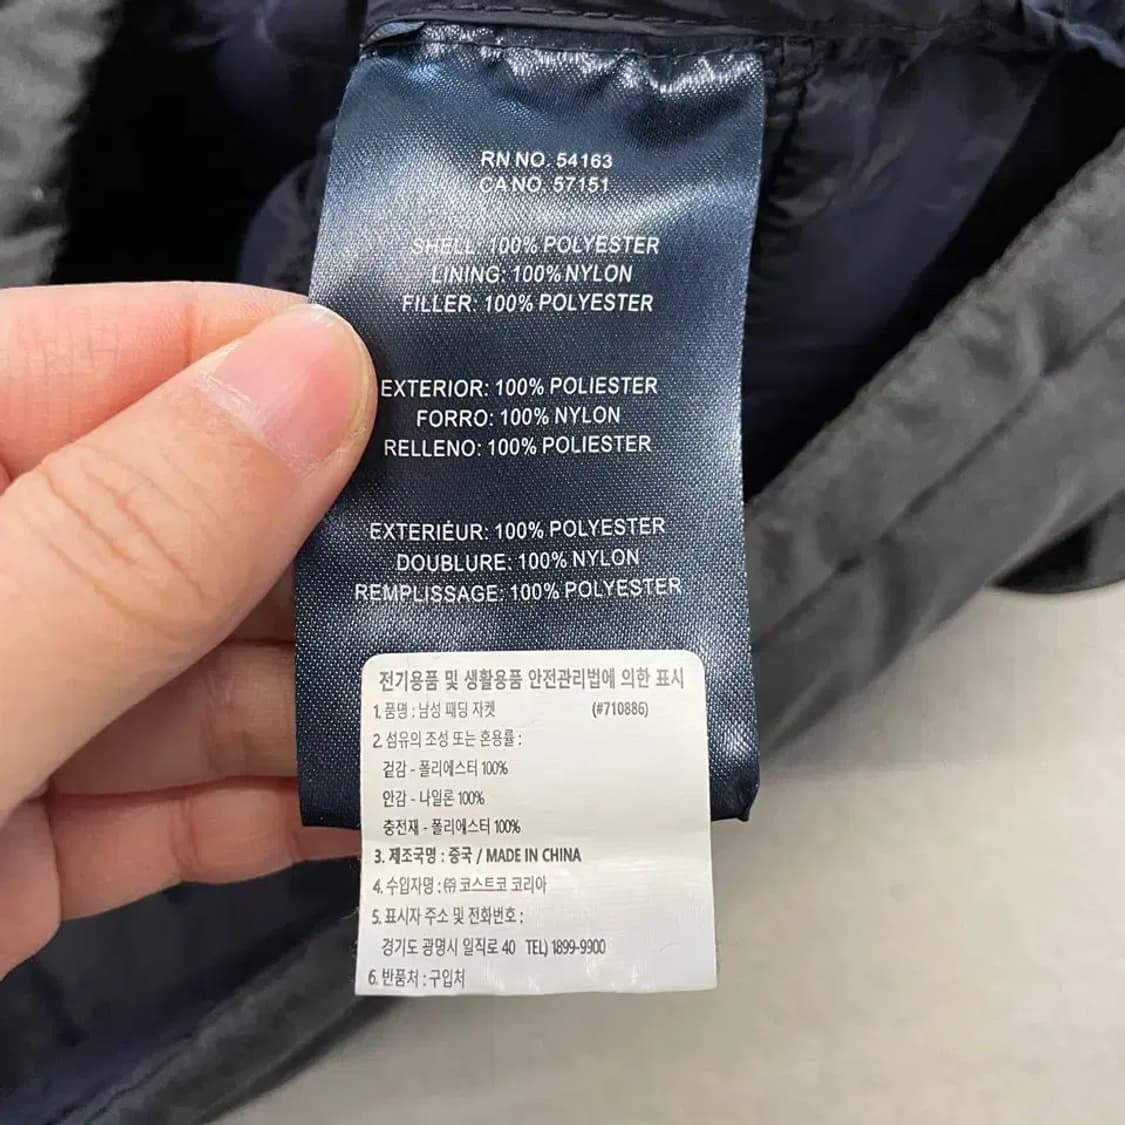 RN NO. 54163
CA NO. 57151
SHELL: 100% POLYESTER
LINING: 100% NYLON
FILLER: 100% POLYESTER
EXTERIOR: 100% POLIESTER
FORRO: 100% NYLON
RELLENO: 100% POLIESTER
EXTERIEUR: 100% POLYESTER
DOUBLURE: 100% NYLON
REMPLISSAGE: 100% POLYESTER
전기용품 및 생활용품 안전관리법에 의한 표시
1. 품명 : 남성 패딩 자켓 (#710886)
2. 섬유의 조성 또는 혼용률 :
겉감 - 폴리에스터 100%
안감 - 나일론 100%
충전재 - 폴리에스터 100%
3. 제조국명 : 중국 / MADE IN CHINA
4. 수입자명 : ㈜ 코스트코 코리아
5. 표시자 주소 및 전화번호 :
경기도 광명시 일직로 40 TEL) 1899-9900
6. 반품처 : 구입처